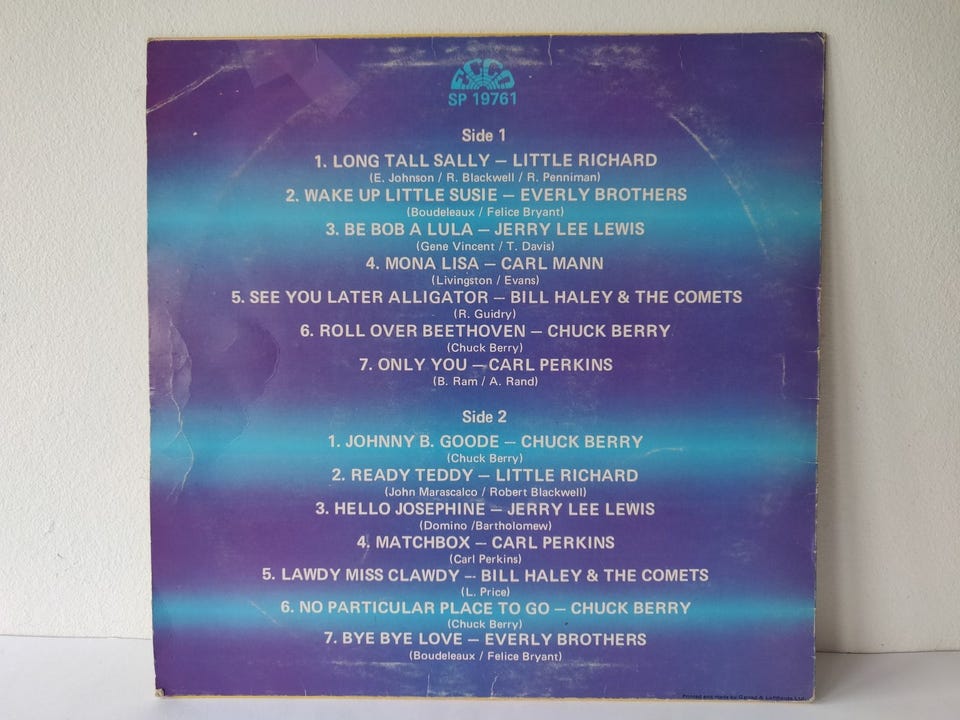 ECCO
SP 19761
Side 1
1. LONG TALL SALLY – LITTLE RICHARD
(E. Johnson / R. Blackwell / R. Penniman)
2. WAKE UP LITTLE SUSIE – EVERLY BROTHERS
(Boudeleaux / Felice Bryant)
3. BE BOB A LULA – JERRY LEE LEWIS
(Gene Vincent / T. Davis)
4. MONA LISA – CARL MANN
(Livingston / Evans)
5. SEE YOU LATER ALLIGATOR – BILL HALEY & THE COMETS
(R. Guidry)
6. ROLL OVER BEETHOVEN – CHUCK BERRY
(Chuck Berry)
7. ONLY YOU – CARL PERKINS
(B. Ram / A. Rand)
Side 2
1. JOHNNY B. GOODE – CHUCK BERRY
(Chuck Berry)
2. READY TEDDY – LITTLE RICHARD
(John Marascalco / Robert Blackwell)
3. HELLO JOSEPHINE – JERRY LEE LEWIS
(Domino /Bartholomew)
4. MATCHBOX – CARL PERKINS
(Carl Perkins)
5. LAWDY MISS CLAWDY – BILL HALEY & THE COMETS
(L. Price)
6. NO PARTICULAR PLACE TO GO – CHUCK BERRY
(Chuck Berry)
7. BYE BYE LOVE – EVERLY BROTHERS
(Boudeleaux / Felice Bryant)
Printed and made by